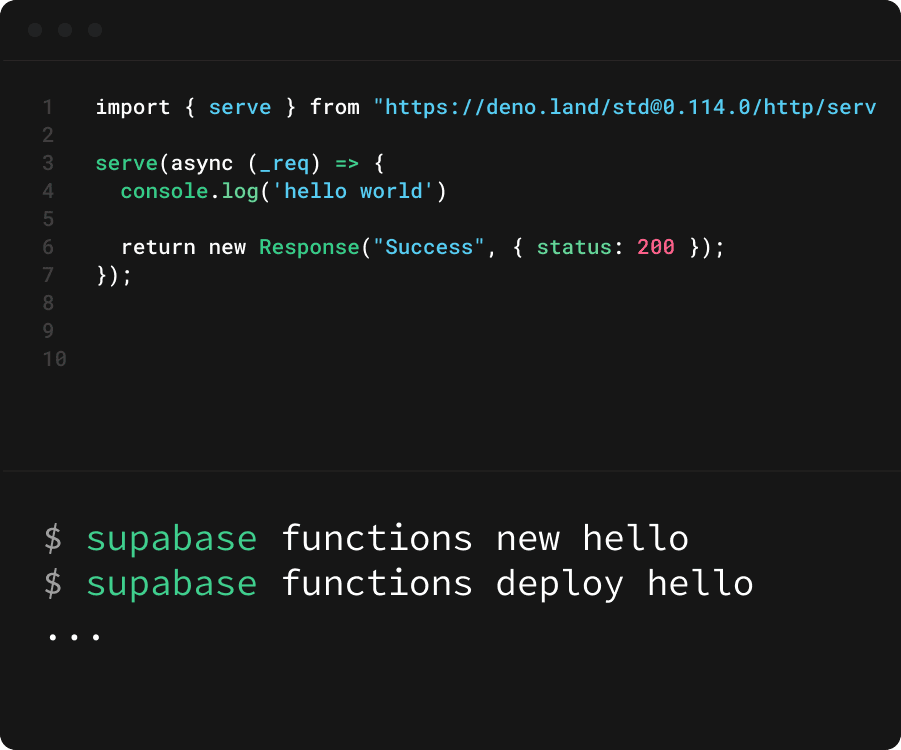 1 import { serve } from "https://deno.land/std@0.114.0/http/serv
2
3 serve(async (_req) => {
4 console.log('hello world')
5
6 return new Response("Success", { status: 200 });
7 });
8
9
10
$ supabase functions new hello
$ supabase functions deploy hello
...